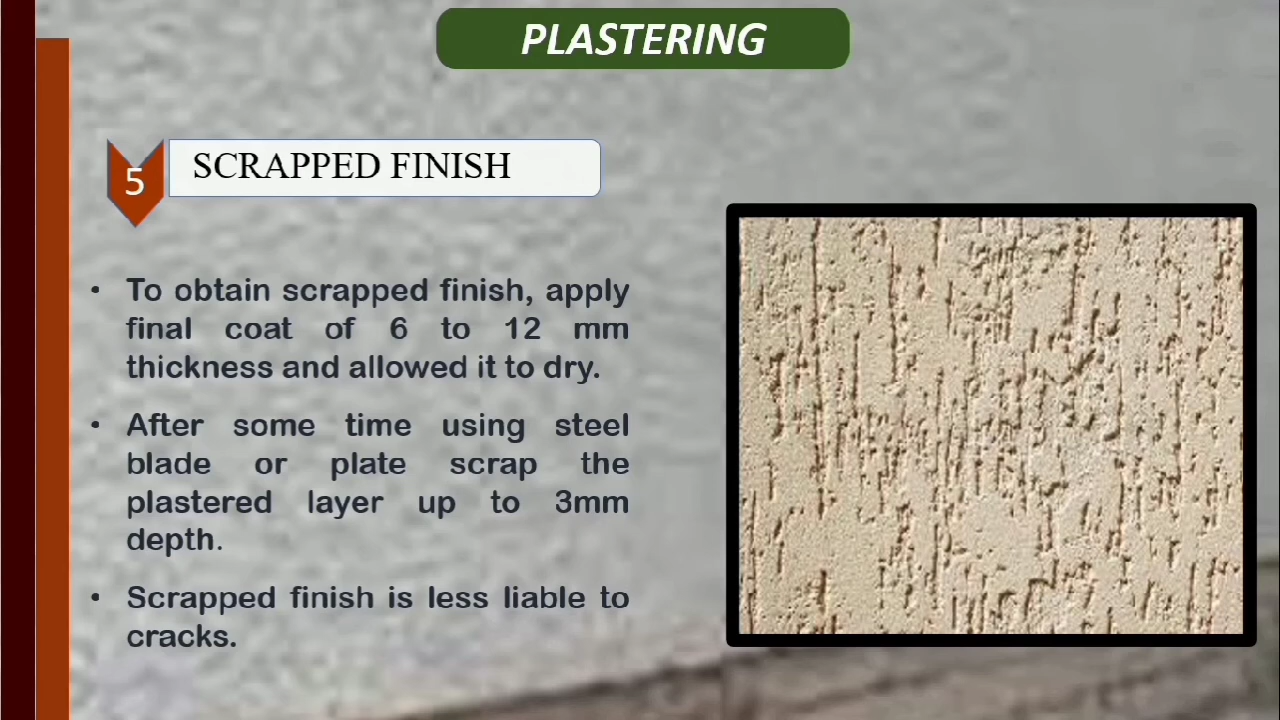 PLASTERING
5
SCRAPPED FINISH
• To obtain scrapped finish, apply
final coat of 6 to 12 mm
thickness and allowed it to dry.
• After some time using steel
blade or plate scrap the
plastered layer up to 3mm
depth.
• Scrapped finish is less liable to
cracks.